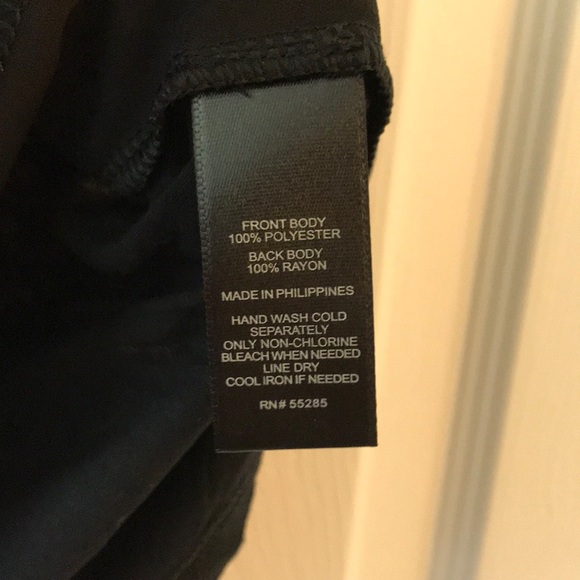 FRONT BODY
100% POLYESTER
BACK BODY
100% RAYON
MADE IN PHILIPPINES
HAND WASH COLD
SEPARATELY
ONLY NON-CHLORINE
BLEACH WHEN NEEDED
LINE DRY
COOL IRON IF NEEDED
RN# 55285